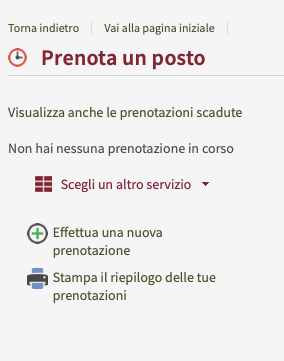 Torna indietro Vai alla pagina iniziale
Prenota un posto
Visualizza anche le prenotazioni scadute
Non hai nessuna prenotazione in corso
Scegli un altro servizio
Effettua una nuova
prenotazione
Stampa il riepilogo delle tue
prenotazioni